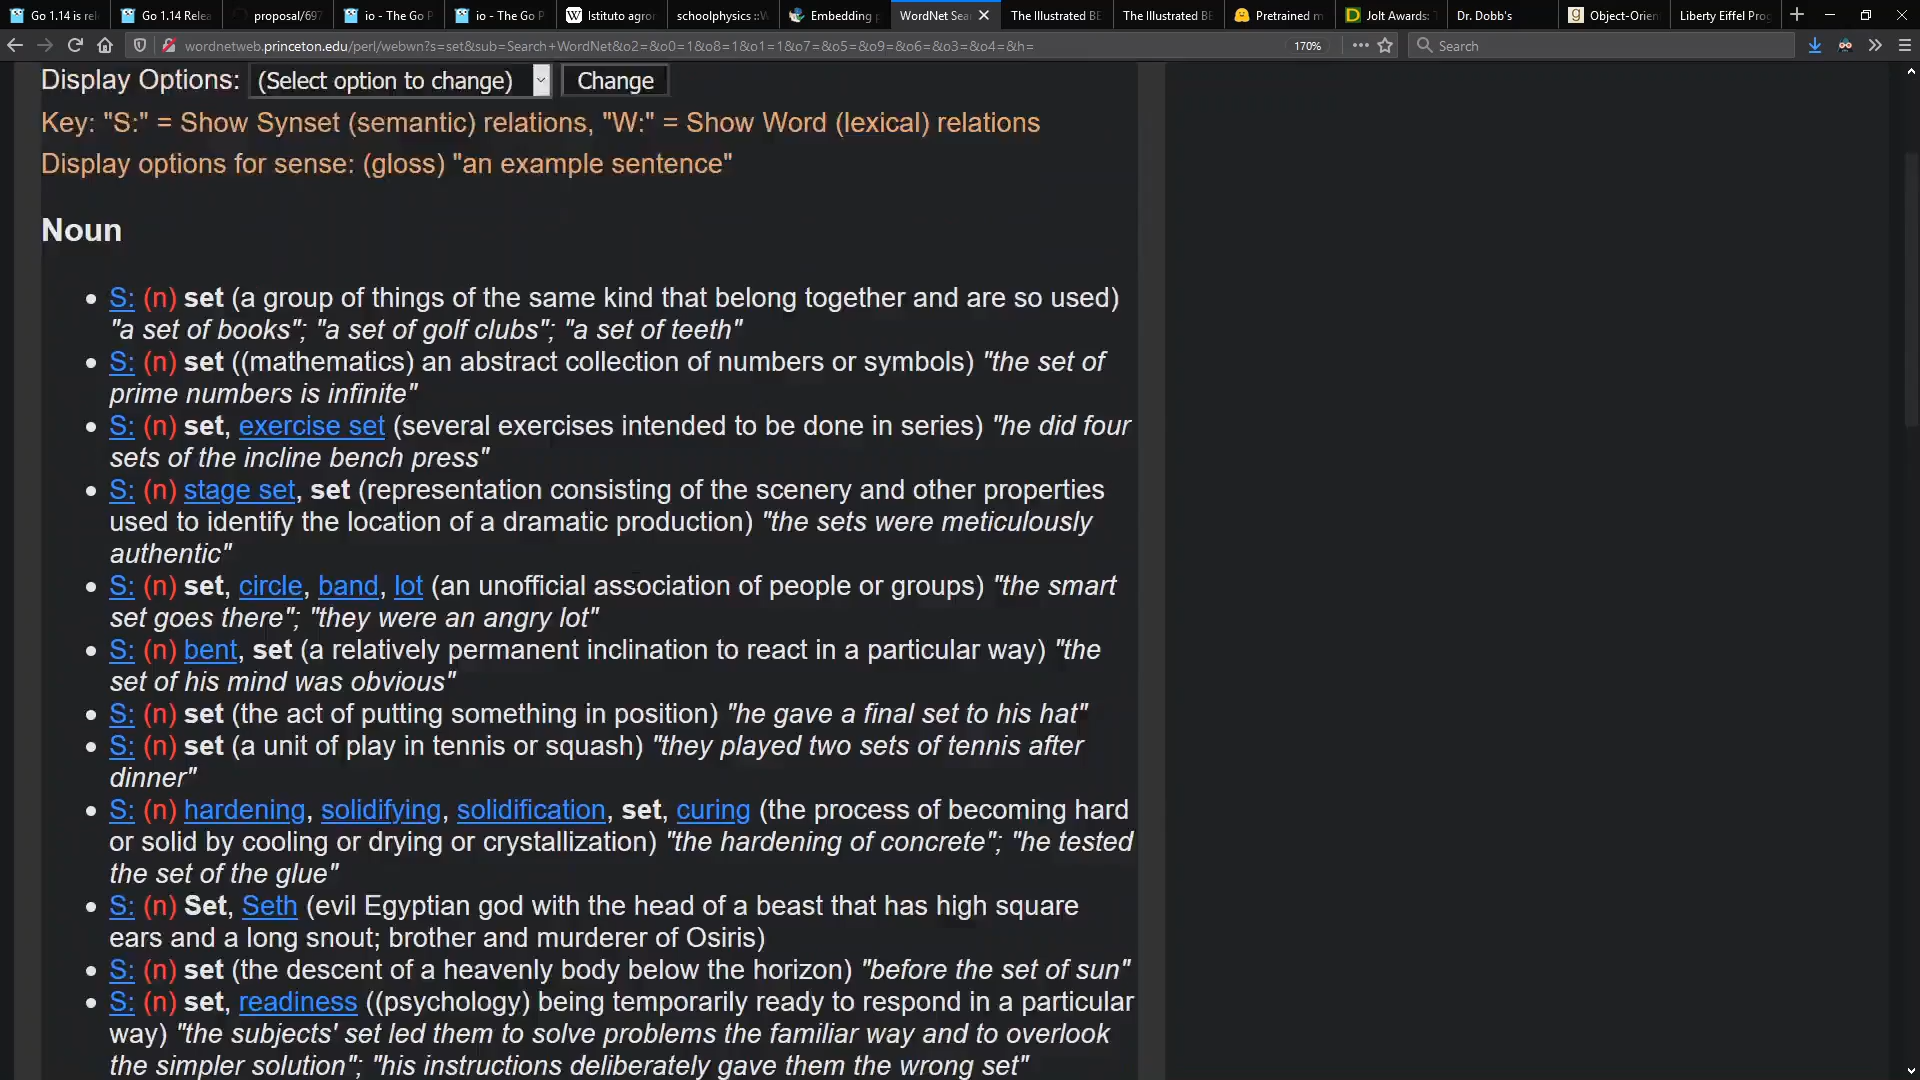 Go 1.14 is rel
Go 1.14 Relea
proposal/697
io - The Go P
io - The Go P
Istituto agron
schoolphysics ::W
Embedding p
WordNet Sea
The Illustrated BE
The Illustrated BE
Pretrained m
Jolt Awards: T
Dr. Dobb's
Object-Orien
Liberty Eiffel Prog
wordnetweb.princeton.edu/perl/webwn?s=set&sub=Search+WordNet&o2=&o0=1&o8=1&o1=1&o7=&o5=&o9=&o6=&o3=&o4=&h=
170%
Search
Display Options: (Select option to change) Change
Key: "S:" = Show Synset (semantic) relations, "W:" = Show Word (lexical) relations
Display options for sense: (gloss) "an example sentence"
Noun
• S: (n) set (a group of things of the same kind that belong together and are so used)
"a set of books"; "a set of golf clubs"; "a set of teeth"
• S: (n) set ((mathematics) an abstract collection of numbers or symbols) "the set of
prime numbers is infinite"
• S: (n) set, exercise set (several exercises intended to be done in series) "he did four
sets of the incline bench press"
• S: (n) stage set, set (representation consisting of the scenery and other properties
used to identify the location of a dramatic production) "the sets were meticulously
authentic"
• S: (n) set, circle, band, lot (an unofficial association of people or groups) "the smart
set goes there"; "they were an angry lot"
• S: (n) bent, set (a relatively permanent inclination to react in a particular way) "the
set of his mind was obvious"
• S: (n) set (the act of putting something in position) "he gave a final set to his hat"
• S: (n) set (a unit of play in tennis or squash) "they played two sets of tennis after
dinner"
• S: (n) hardening, solidifying, solidification, set, curing (the process of becoming hard
or solid by cooling or drying or crystallization) "the hardening of concrete"; "he tested
the set of the glue"
• S: (n) Set, Seth (evil Egyptian god with the head of a beast that has high square
ears and a long snout; brother and murderer of Osiris)
• S: (n) set (the descent of a heavenly body below the horizon) "before the set of sun"
• S: (n) set, readiness ((psychology) being temporarily ready to respond in a particular
way) "the subjects' set led them to solve problems the familiar way and to overlook
the simpler solution"; "his instructions deliberately gave them the wrong set"